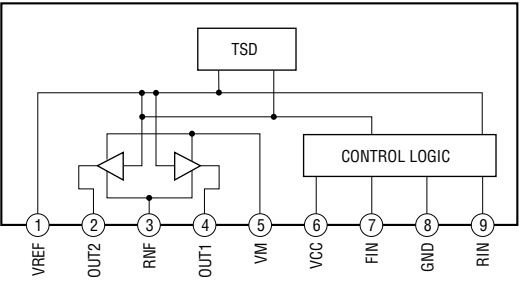 TSD
CONTROL LOGIC
1 2 3 4 5 6 7 8 9
VREF OUT2 RNF OUT1 VM VCC FIN GND RIN